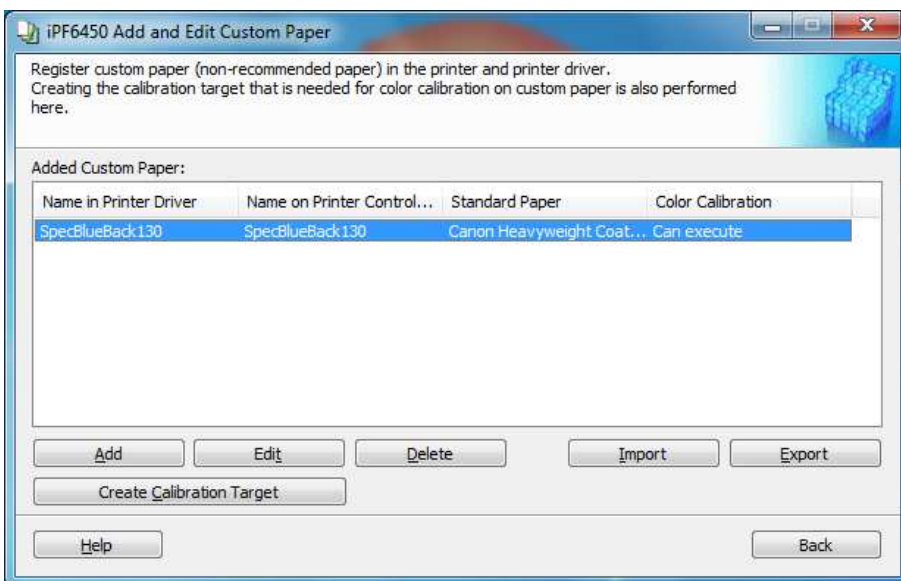 iPF6450 Add and Edit Custom Paper
Register custom paper (non-recommended paper) in the printer and printer driver.
Creating the calibration target that is needed for color calibration on custom paper is also performed
here.
Added Custom Paper:
Name in Printer Driver Name on Printer Control... Standard Paper Color Calibration
SpecBlueBack130 SpecBlueBack130 Canon Heavyweight Coat... Can execute
Add Edit Delete Import Export
Create Calibration Target
Help Back